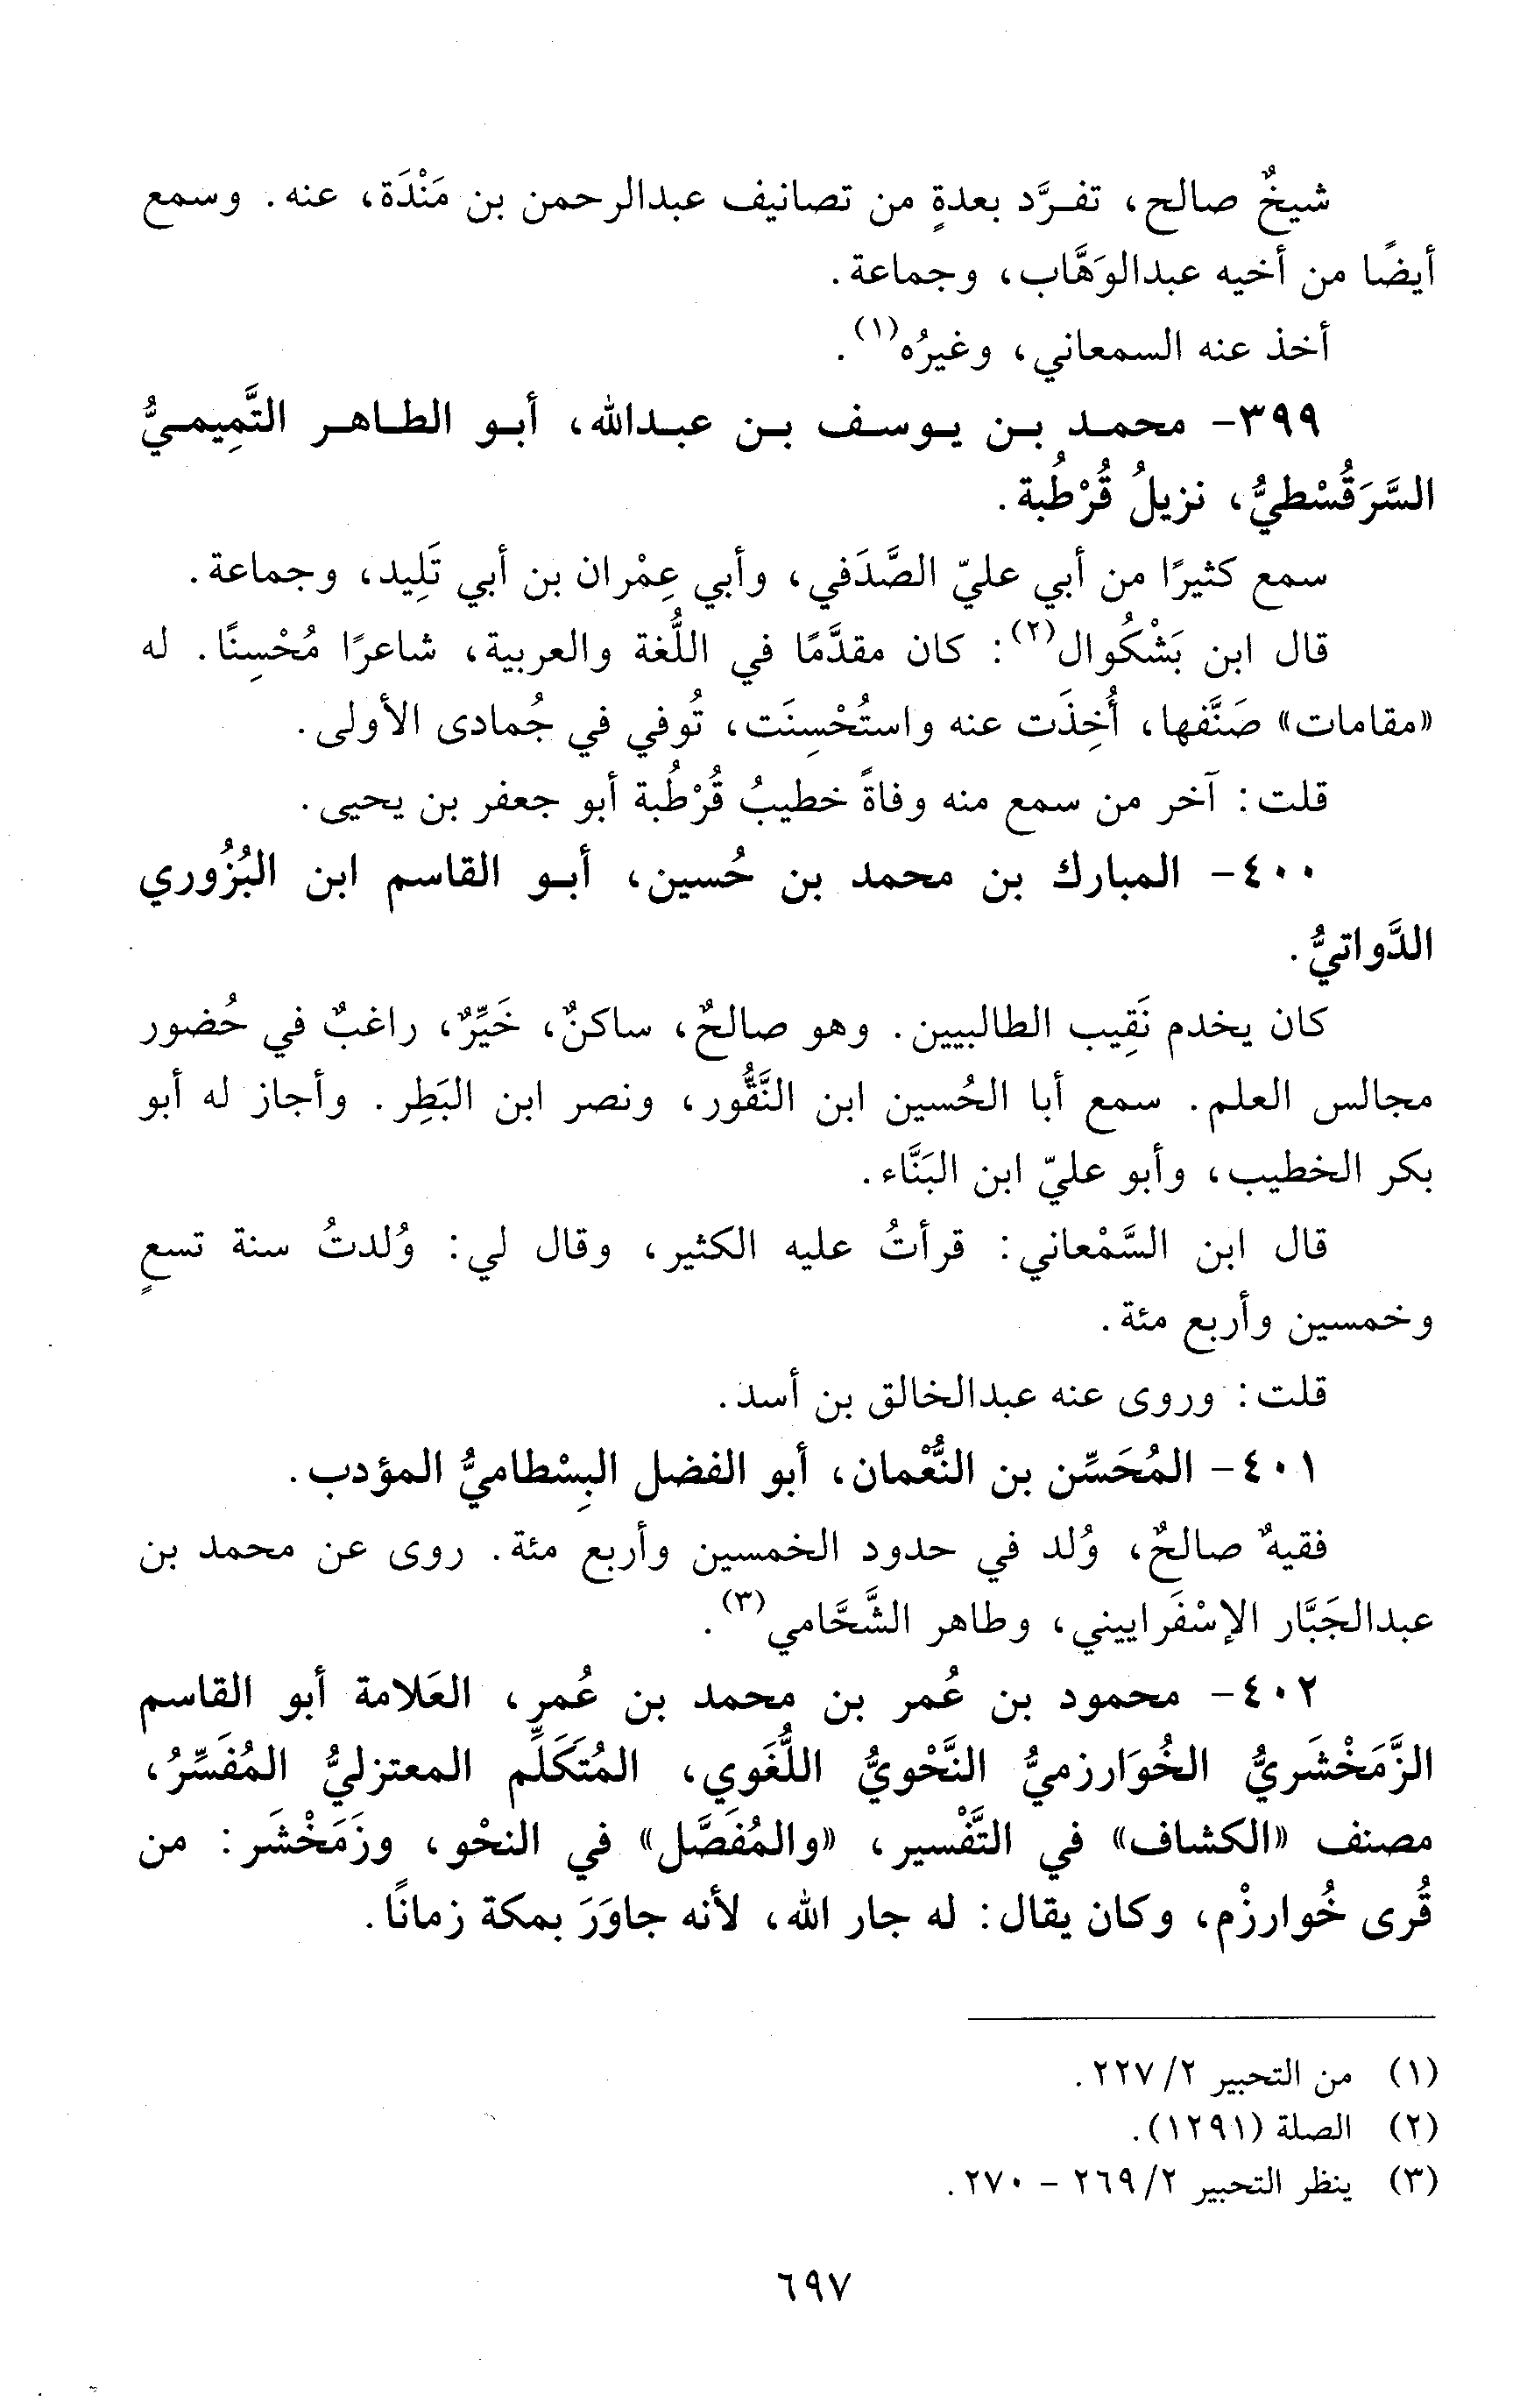 شيخٌ صالح، تفرَّد بعدةٍ من تصانيف عبدالرحمن بن مَنْدَة، عنه. وسمع
أيضًا من أخيه عبدالوَهَّاب، وجماعة.
أخذ عنه السمعاني، وغيرُه(١).
٣٩٩- محمد بن يوسف بن عبدالله، أبو الطاهر التَّمِيميُّ
السَّرَقُسْطيُّ، نزيلُ قُرْطُبة.
سمع كثيرًا من أبي عليّ الصَّدَفي، وأبي عِمْران بن أبي تَلِيد، وجماعة.
قال ابن بَشْكُوال(٢): كان مقدَّمًا في اللُّغة والعربية، شاعرًا مُحْسِنًا. له
«مقامات» صَنَّفها، أُخِذَت عنه واستُحْسِنَت، تُوفي في جُمادى الأولى.
قلت: آخر من سمع منه وفاةً خطيبُ قُرْطُبة أبو جعفر بن يحيى.
٤٠٠- المبارك بن محمد بن حُسين، أبو القاسم ابن البُزُوري
الدَّواتيُّ.
كان يخدم نَقِيب الطالبيين. وهو صالحٌ، ساكنٌ، خَيِّرٌ، راغبٌ في حُضور
مجالس العلم. سمع أبا الحُسين ابن النَّقُّور، ونصر ابن البَطِر. وأجاز له أبو
بكر الخطيب، وأبو عليّ ابن البَنَّاء.
قال ابن السَّمْعاني: قرأتُ عليه الكثير، وقال لي: وُلدتُ سنة تسعٍ
وخمسين وأربع مئة.
قلت: وروى عنه عبدالخالق بن أسد.
٤٠١- المُحَسِّن بن النُّعْمان، أبو الفضل البِسْطاميُّ المؤدب.
فقيهٌ صالحٌ، وُلد في حدود الخمسين وأربع مئة. روى عن محمد بن
عبدالجَبَّار الإسْفَراييني، وطاهر الشَّحَّامي(٣).
٤٠٢- محمود بن عُمر بن محمد بن عُمر، العَلامة أبو القاسم
الزَّمَخْشَريُّ الخُوَارزميُّ النَّحْويُّ اللُّغَوي، المُتَكَلِّم المعتزليُّ المُفَسِّرُ،
مصنف «الكشاف» في التَّفْسير، «والمُفَصَّل» في النحْو، وزَمَخْشَر: من
قُرى خُوارزْم، وكان يقال: له جار الله، لأنه جاوَرَ بمكة زمانًا.
(١) من التحبير ٢/ ٢٢٧.
(٢) الصلة (١٢٩١).
(٣) ينظر التحبير ٢/ ٢٦٩ - ٢٧٠.
٦٩٧